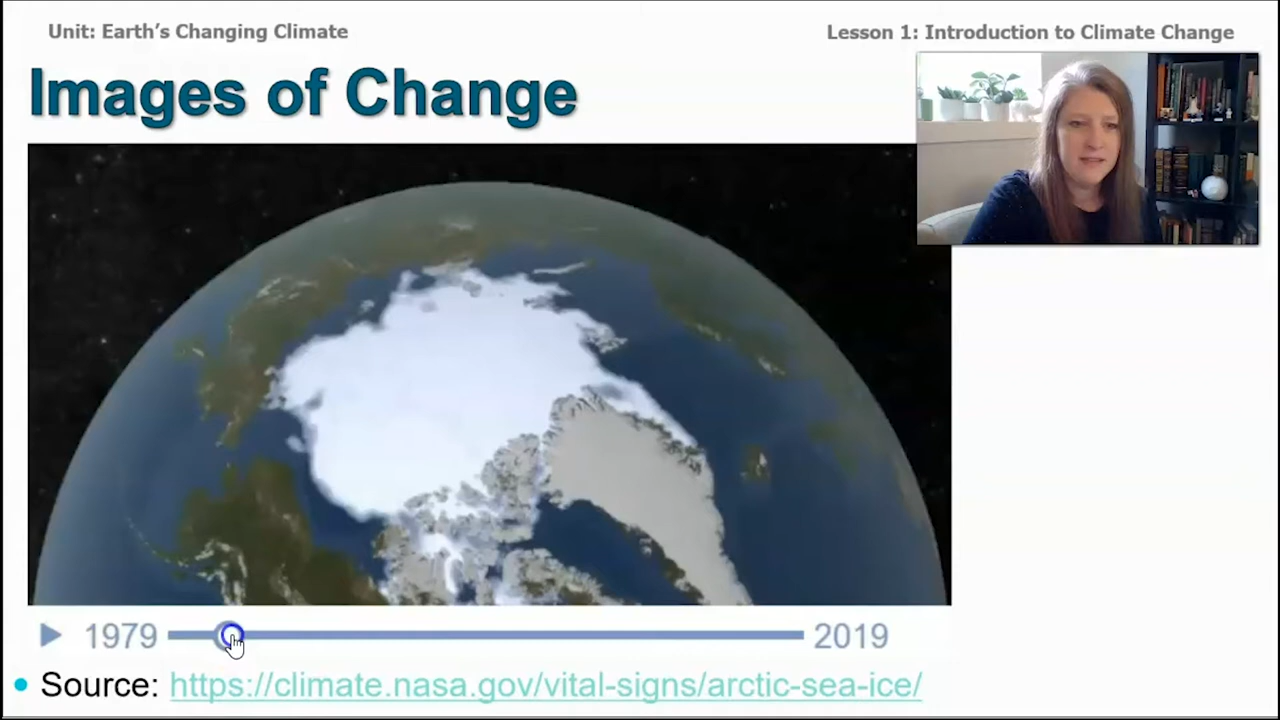 Unit: Earth's Changing Climate
Lesson 1: Introduction to Climate Change
Images of Change
1979
2019
Source: https://climate.nasa.gov/vital-signs/arctic-sea-ice/